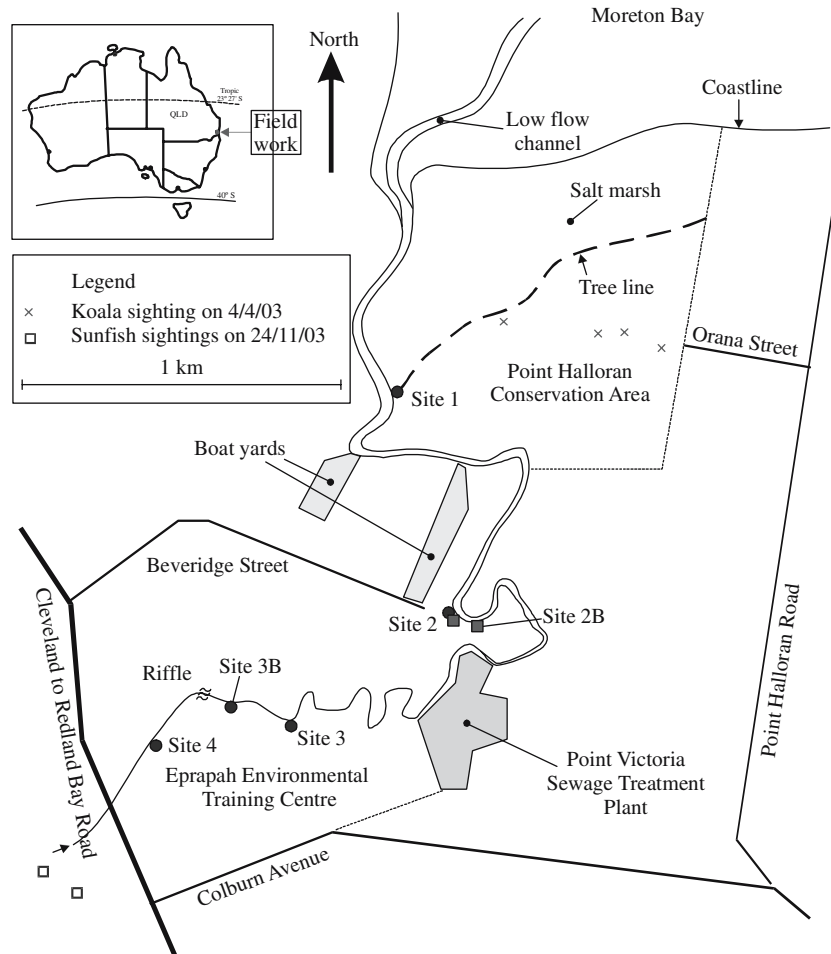 Moreton Bay
North
Coastline
Tropic
23° 27' S
QLD
Field
work
Low flow
channel
40° S
Salt marsh
Legend
Koala sighting on 4/4/03
Sunfish sightings on 24/11/03
1 km
Tree line
Orana Street
Point Halloran
Conservation Area
Site 1
Boat yards
Beveridge Street
Site 2
Site 2B
Cleveland to Redland Bay Road
Point Halloran Road
Riffle
Site 3B
Site 3
Site 4
Eprapah Environmental
Training Centre
Point Victoria
Sewage Treatment
Plant
Colburn Avenue